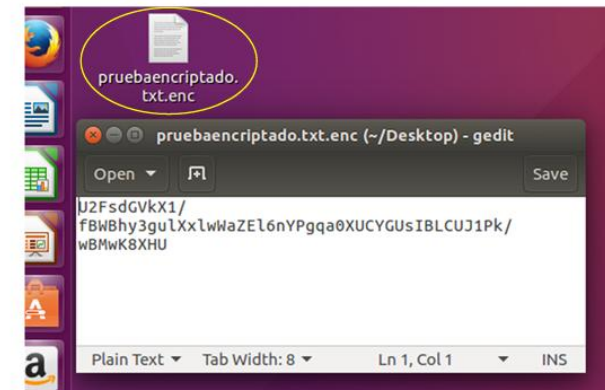 pruebaencriptado.
txt.enc
pruebaencriptado.txt.enc (~/Desktop) - gedit
Open
Save
U2FsdGVkX1/
fBWBhy3gulXxlwWaZEl6nYPgqa0XUCYGUsIBLCUJ1Pk/
wBMwK8XHU
Plain Text Tab Width: 8 Ln 1, Col 1 INS
A
a